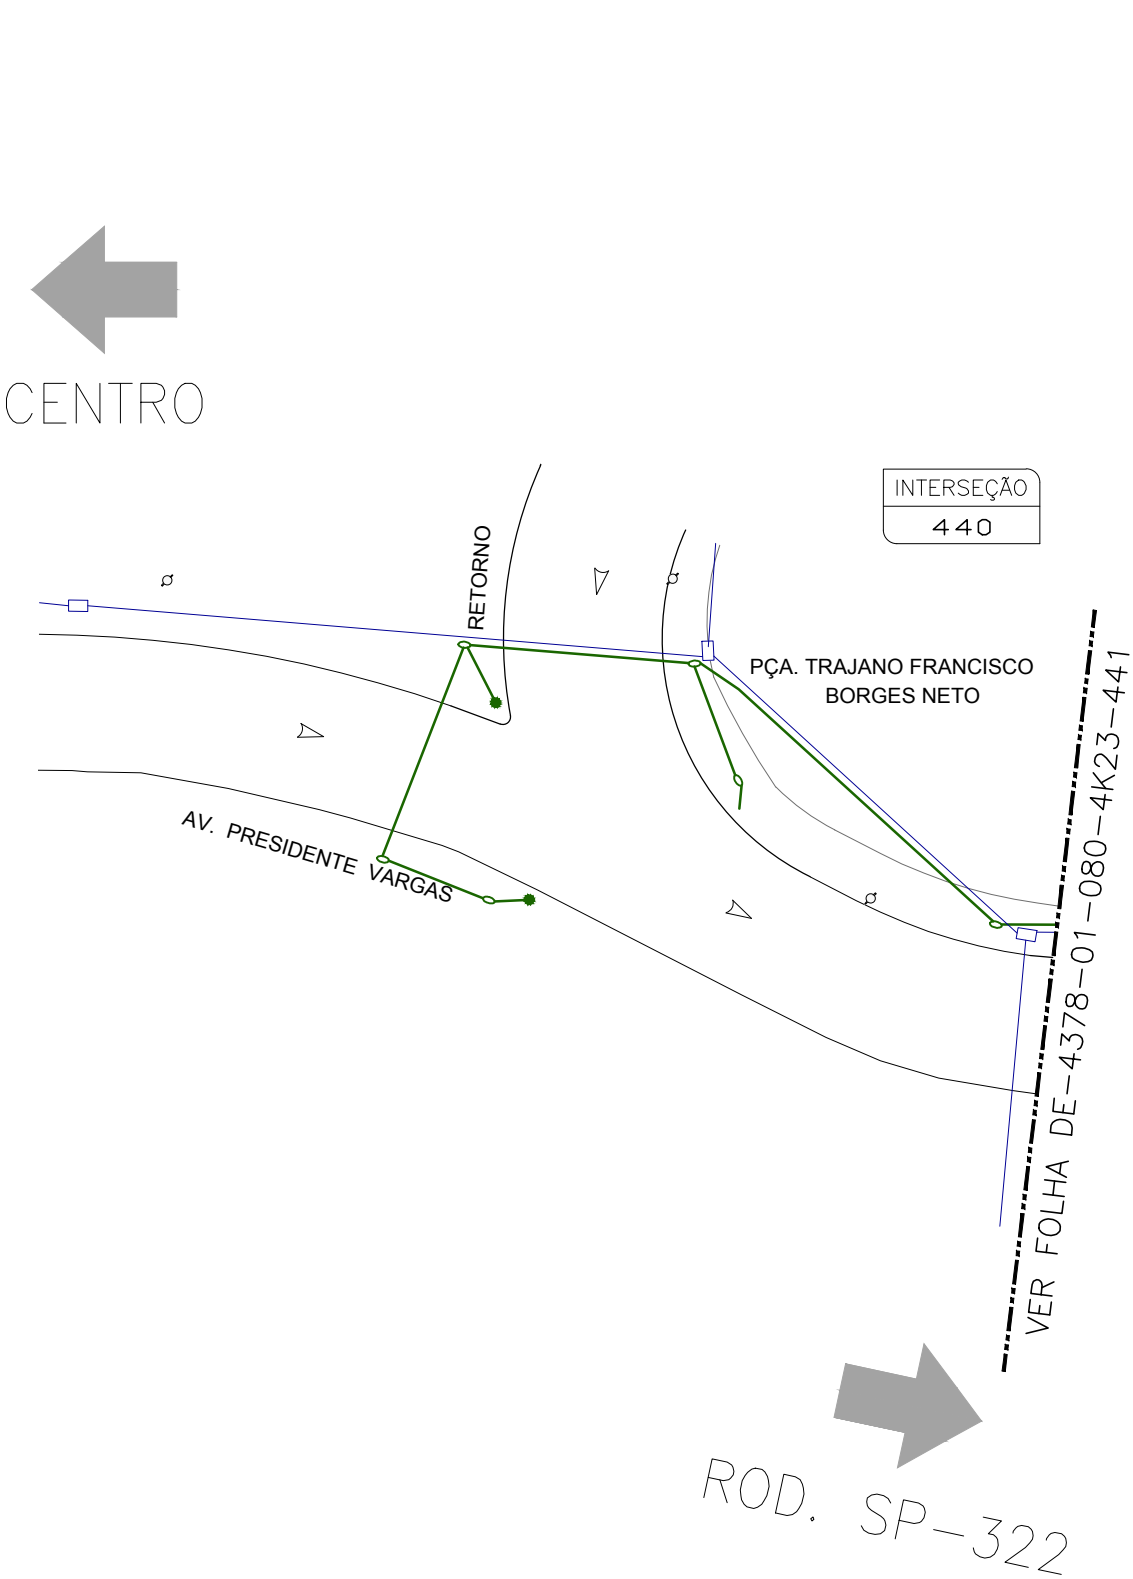 CENTRO
INTERSEÇÃO
440
RETORNO
PÇA. TRAJANO FRANCISCO
BORGES NETO
AV. PRESIDENTE VARGAS
VER FOLHA DE-4378-01-080-4K23-441
ROD. SP-322